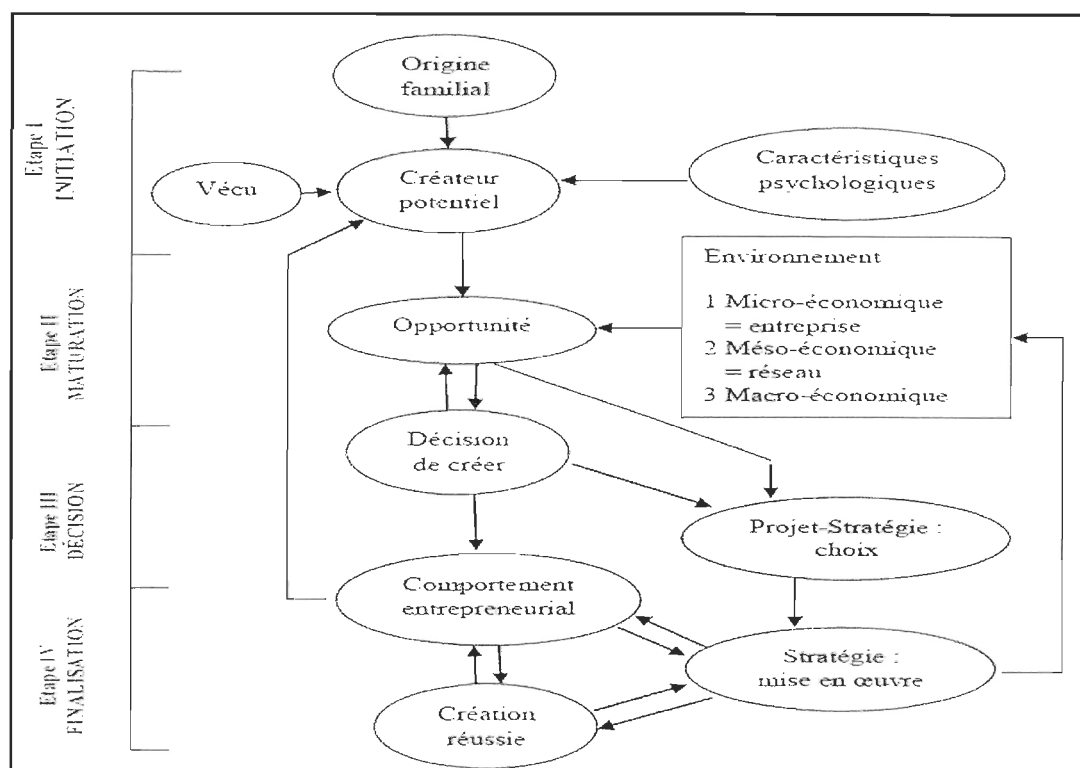 Origine
familial
Etape I
INITIATION
Vécu
Créateur
potentiel
Caractéristiques
psychologiques
Etape II
MATURATION
Opportunité
Environnement
1 Micro-économique
= entreprise
2 Méso-économique
= réseau
3 Macro-économique
Décision
de créer
Etape III
DÉCISION
Projet-Stratégie :
choix
Comportement
entrepreneurial
Etape IV
FINALISATION
Stratégie :
mise en œuvre
Création
réussie